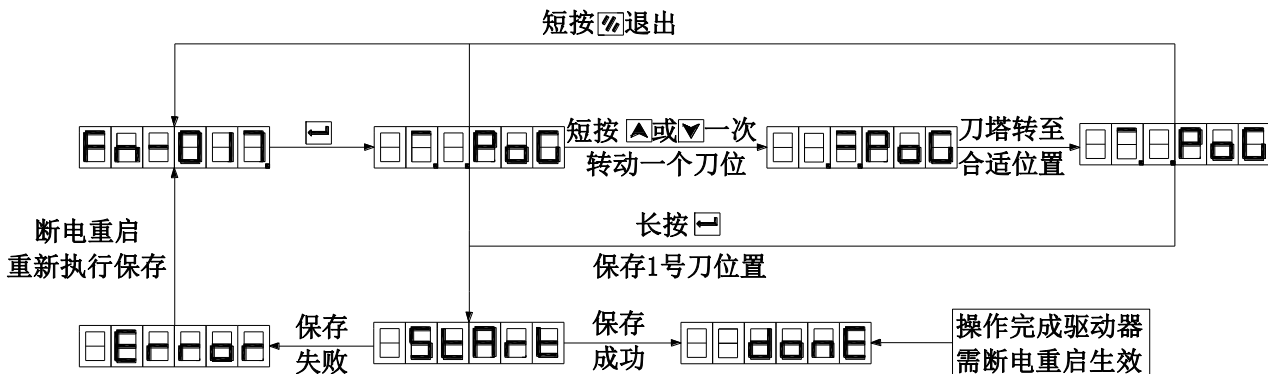 短按退出
Fn-017.
短按或一次
转动一个刀位
刀塔转至
合适位置
PoG
PoG
PoG
断电重启
重新执行保存
长按
保存1号刀位置
Error
保存
失败
StArt
保存
成功
donE
操作完成驱动器
需断电重启生效